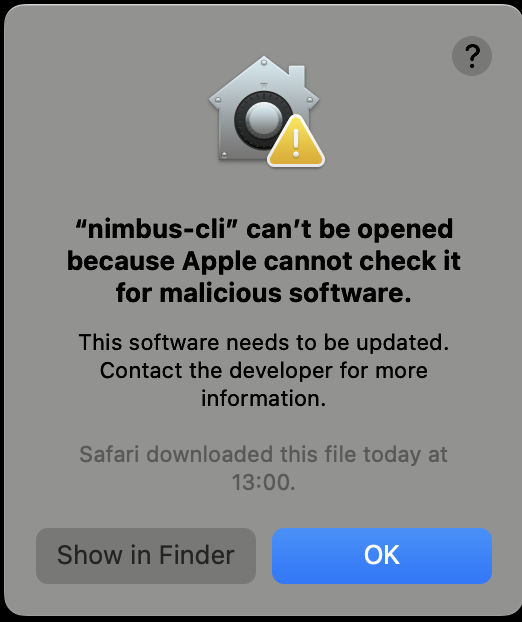 ?
“nimbus-cli” can’t be opened
because Apple cannot check it
for malicious software.
This software needs to be updated.
Contact the developer for more
information.
Safari downloaded this file today at
13:00.
Show in Finder
OK